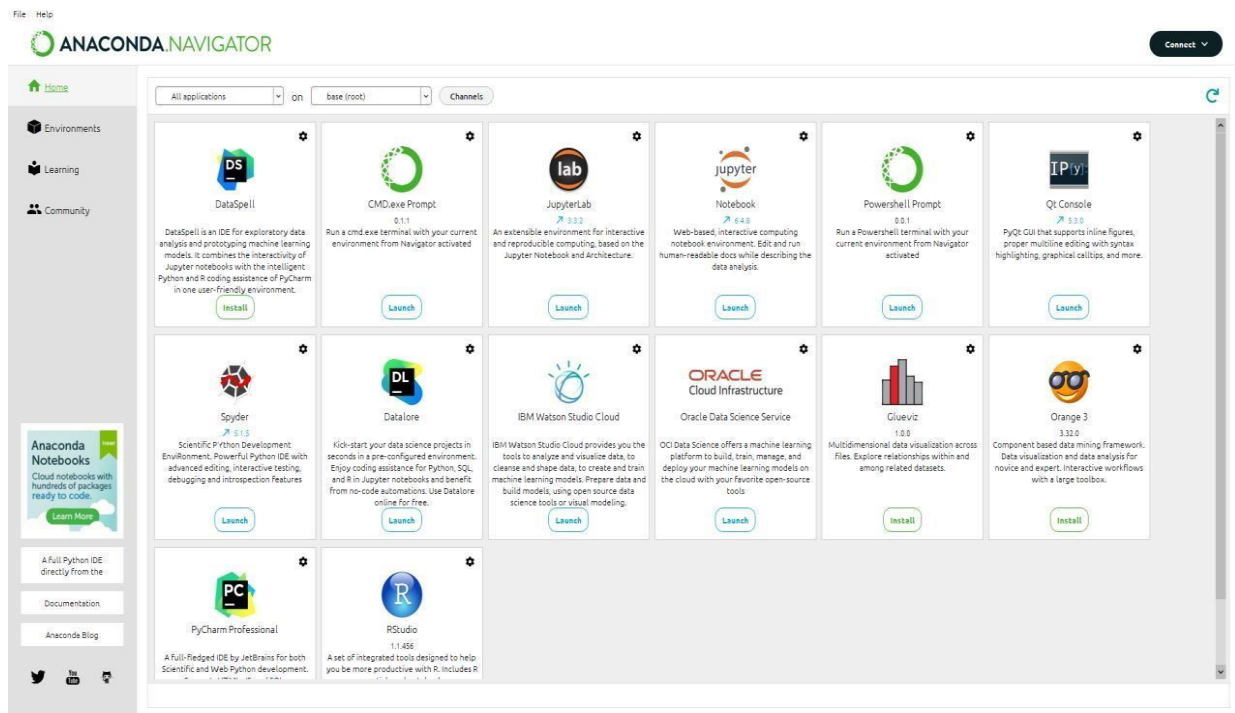 File Help
ANACONDA.NAVIGATOR
Connect
Home
Environments
Learning
Community
All applications on base (root) Channels
DS
DataSpell
DataSpell is an IDE for exploratory data
analysis and prototyping machine learning
models. It combines the interactivity of
Jupyter notebooks with the intelligent
Python and R coding assistance of PyCharm
in one user-friendly environment.
Install
CMD.exe Prompt
0.1.1
Run a cmd.exe terminal with your current
environment from Navigator activated
Launch
lab
JupyterLab
3.3.2
An extensible environment for interactive
and reproducible computing, based on the
Jupyter Notebook and Architecture.
Launch
jupyter
Notebook
6.4.8
Web-based, interactive computing
notebook environment. Edit and run
human-readable docs while describing the
data analysis.
Launch
Powershell Prompt
0.0.1
Run a Powershell terminal with your
current environment from Navigator
activated
Launch
IP[y]:
Qt Console
5.3.0
PyQt GUI that supports inline figures,
proper multiline editing with syntax
highlighting, graphical calltips, and more.
Launch
Spyder
5.1.5
Scientific PYthon Development
EnviRonment. Powerful Python IDE with
advanced editing, interactive testing,
debugging and introspection features
Launch
DL
Datalore
Kick-start your data science projects in
seconds in a pre-configured environment.
Enjoy coding assistance for Python, SQL,
and R in Jupyter notebooks and benefit
from no-code automations. Use Datalore
online for free.
Launch
IBM Watson Studio Cloud
IBM Watson Studio Cloud provides you the
tools to analyze and visualize data, to
cleanse and shape data, to create and train
machine learning models. Prepare data and
build models, using open source data
science tools or visual modeling.
Launch
ORACLE
Cloud Infrastructure
Oracle Data Science Service
OCI Data Science offers a machine learning
platform to build, train, manage, and
deploy your machine learning models on
the cloud with your favorite open-source
tools
Launch
Glueviz
1.0.0
Multidimensional data visualization across
files. Explore relationships within and
among related datasets.
Install
Orange 3
3.32.0
Component based data mining framework.
Data visualization and data analysis for
novice and expert. Interactive workflows
with a large toolbox.
Install
PC
PyCharm Professional
A full-fledged IDE by JetBrains for both
Scientific and Web Python development.
R
RStudio
1.1.456
A set of integrated tools designed to help
you be more productive with R. Includes R
Anaconda
Notebooks
Cloud notebooks with
hundreds of packages
ready to code.
Learn More
A Full Python IDE
directly from the
Documentation
Anaconda Blog
You
Tube